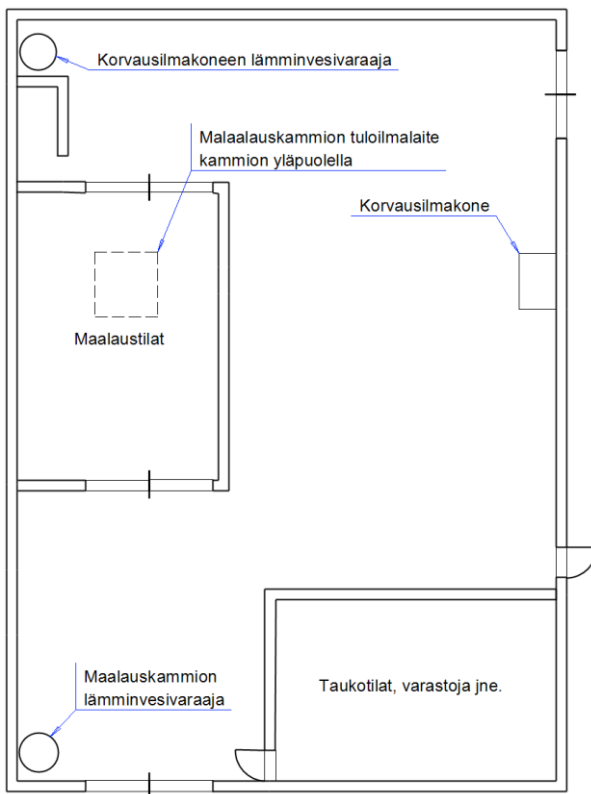 Korvausilmakoneen lämminvesivaraaja
Malaalauskammion tuloilmalaite
kammion yläpuolella
Korvausilmakone
Maalaustilat
Maalauskammion
lämminvesivaraaja
Taukotilat, varastoja jne.